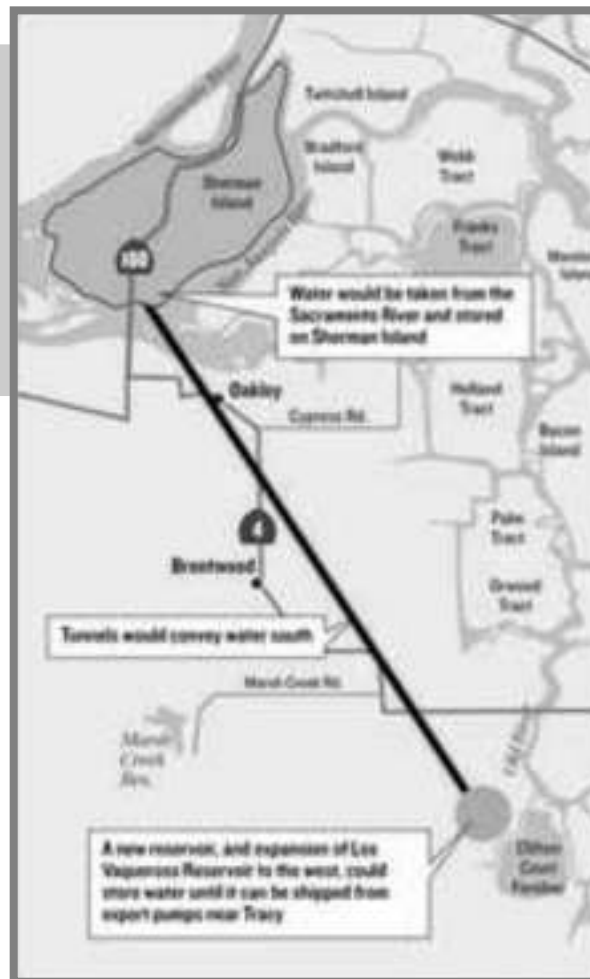 Twitchell Island
Bradford
Island
Webb
Tract
Sherman
Island
Franks
Tract
160
Water would be taken from the
Sacramento River and stored
on Sherman Island
Oakley
Cypress Rd.
Holland
Tract
Bacon
Island
4
Palm
Tract
Brentwood
Orwood
Tract
Tunnels would convey water south
Marsh Creek Rd.
Marsh
Creek
Res.
Old River
A new reservoir, and expansion of Los
Vaqueros Reservoir to the west, could
store water until it can be shipped from
export pumps near Tracy
Clifton
Court
Forebay